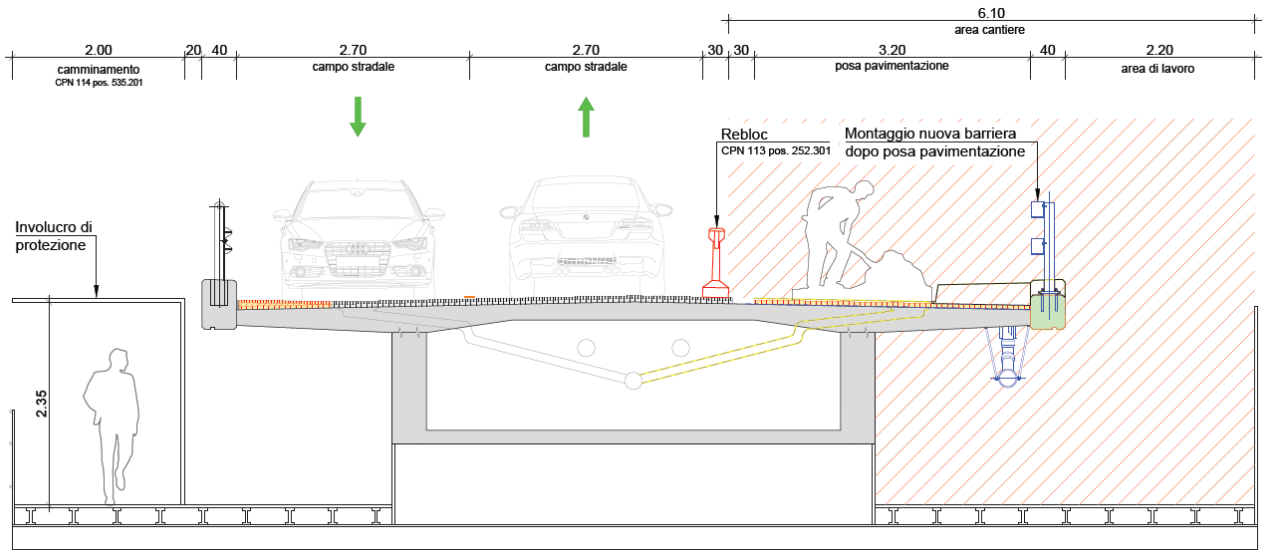 6.10
area cantiere
2.00
20
40
2.70
2.70
30
30
3.20
40
2.20
camminamento
CPN 114 pos. 535.201
campo stradale
campo stradale
posa pavimentazione
area di lavoro
Rebloc
CPN 113 pos. 252.301
Montaggio nuova barriera
dopo posa pavimentazione
Involucro di
protezione
2.35